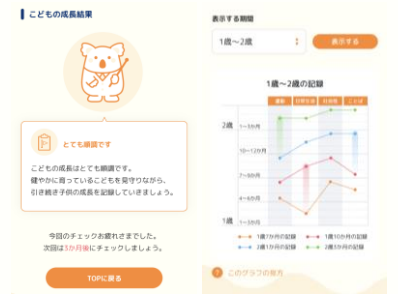 こどもの成長結果
とても順調です
こどもの成長はとても順調です。
健やかに育っているこどもを見守りながら、
引き続き子供の成長を記録していきましょう。
今回のチェックお疲れさまでした。
次回は3か月後にチェックしましょう。
TOPに戻る
表示する期間
1歳～2歳
表示する
1歳～2歳の記録
運動 日常生活 社会性 ことば
2歳 1～3か月
10～12か月
7～9か月
4～6か月
1歳 1～3か月
1歳7か月の記録 1歳10か月の記録
2歳1か月の記録 2歳3か月の記録
このグラフの見方